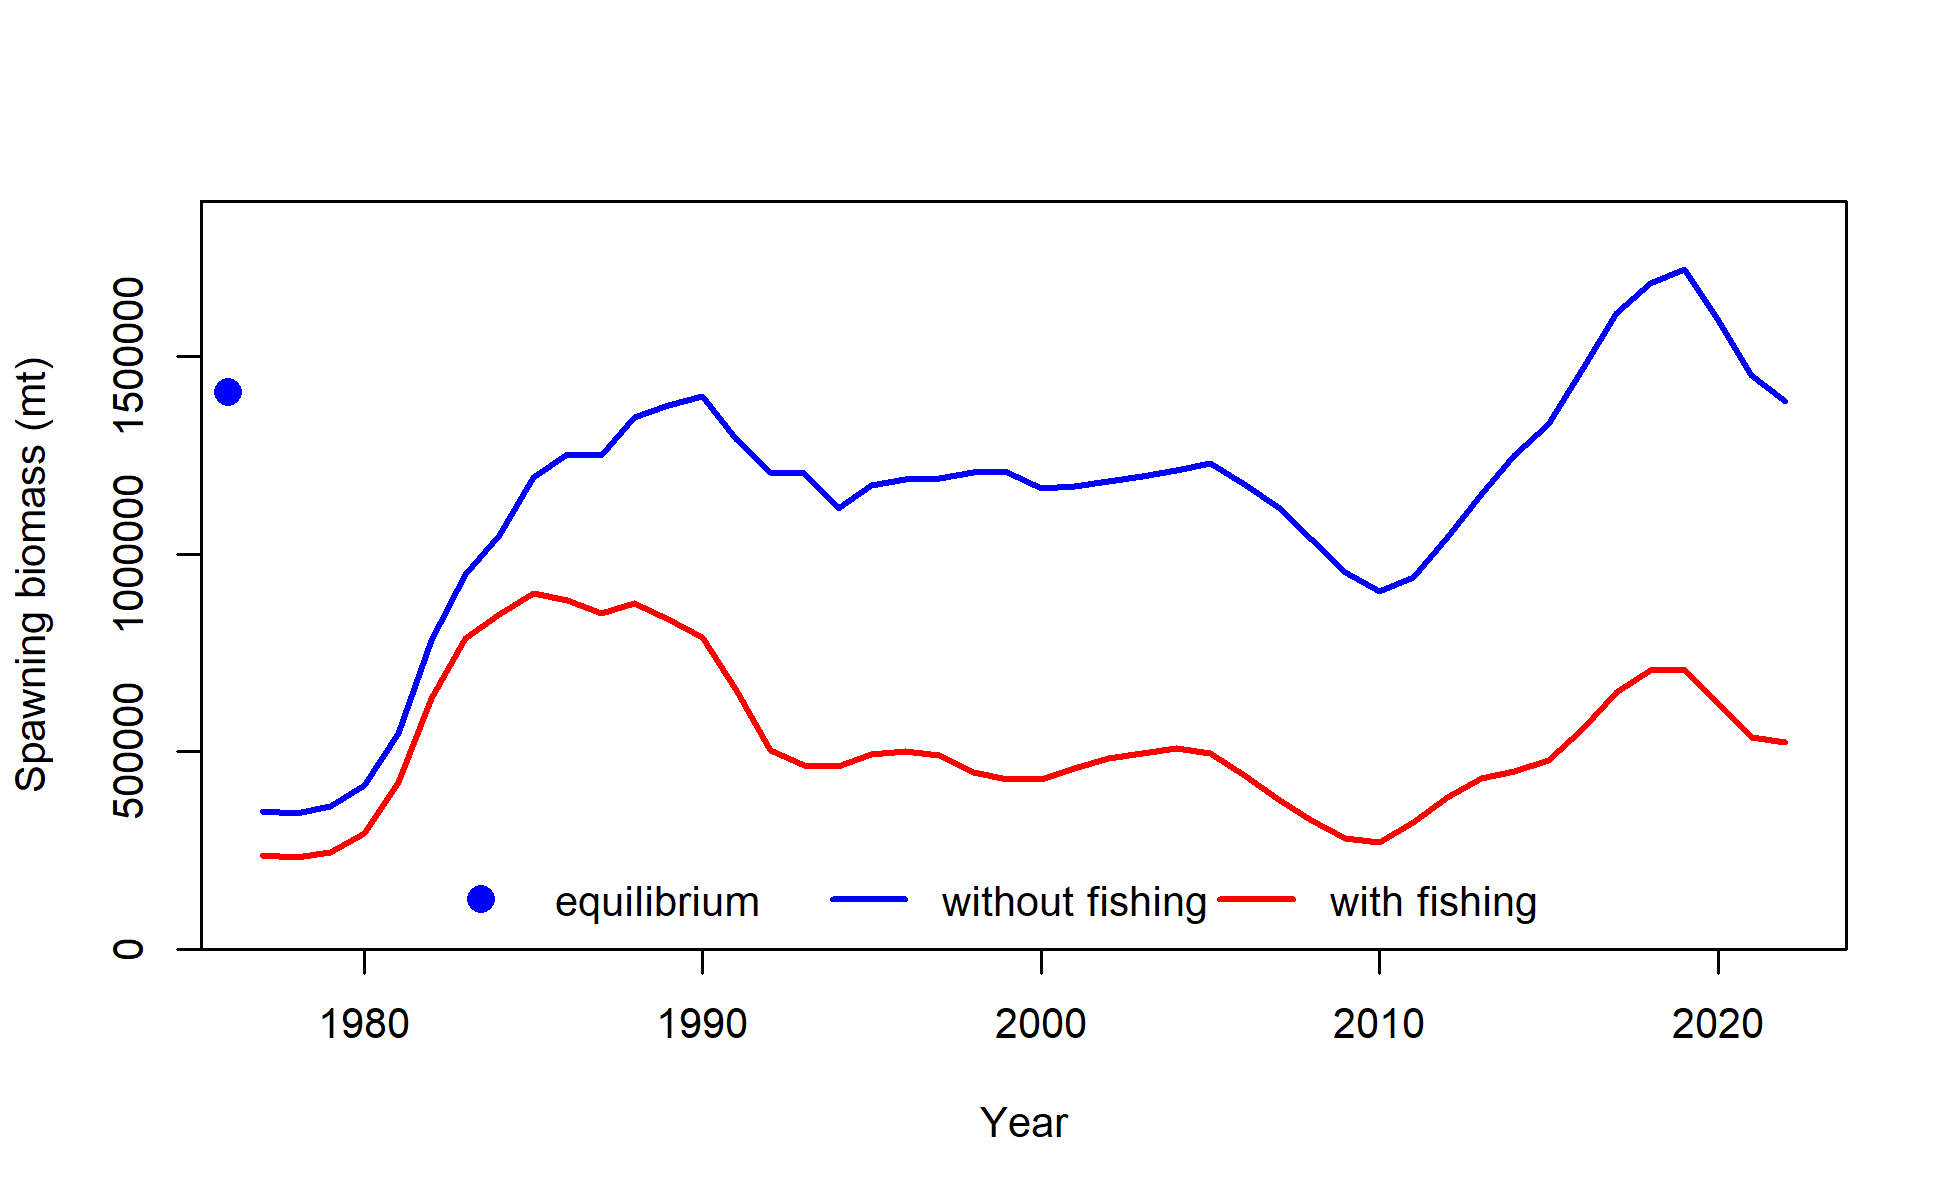 Spawning biomass (mt)
1500000
1000000
500000
0
equilibrium without fishing with fishing
1980 1990 2000 2010 2020
Year